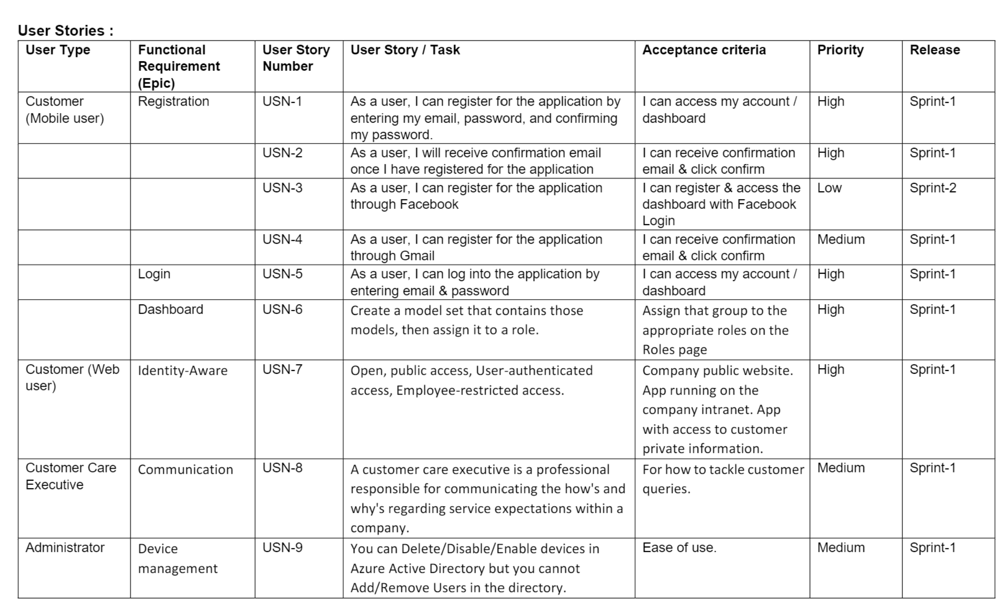 User Stories :
User Type
Functional
Requirement
(Epic)
User Story
Number
User Story / Task
Acceptance criteria
Priority
Release
Customer
(Mobile user)
Registration
USN-1
As a user, I can register for the application by
entering my email, password, and confirming
my password.
I can access my account /
dashboard
High
Sprint-1
USN-2
As a user, I will receive confirmation email
once I have registered for the application
I can receive confirmation
email & click confirm
High
Sprint-1
USN-3
As a user, I can register for the application
through Facebook
I can register & access the
dashboard with Facebook
Login
Low
Sprint-2
USN-4
As a user, I can register for the application
through Gmail
I can receive confirmation
email & click confirm
Medium
Sprint-1
Login
USN-5
As a user, I can log into the application by
entering email & password
I can access my account /
dashboard
High
Sprint-1
Dashboard
USN-6
Create a model set that contains those
models, then assign it to a role.
Assign that group to the
appropriate roles on the
Roles page
High
Sprint-1
Customer (Web
user)
Identity-Aware
USN-7
Open, public access, User-authenticated
access, Employee-restricted access.
Company public website.
App running on the
company intranet. App
with access to customer
private information.
High
Sprint-1
Customer Care
Executive
Communication
USN-8
A customer care executive is a professional
responsible for communicating the how's and
why's regarding service expectations within a
company.
For how to tackle customer
queries.
Medium
Sprint-1
Administrator
Device
management
USN-9
You can Delete/Disable/Enable devices in
Azure Active Directory but you cannot
Add/Remove Users in the directory.
Ease of use.
Medium
Sprint-1